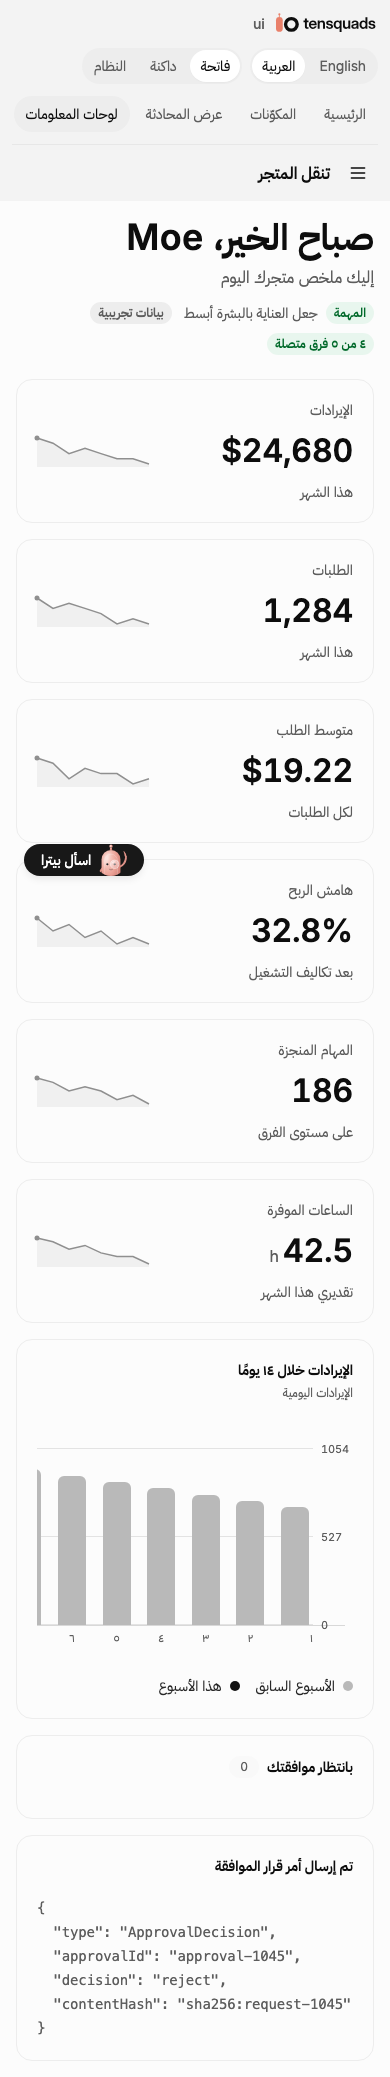 tensquads ui
English العربية فاتحة داكنة النظام
الرئيسية المكوّنات عرض المحادثة لوحات المعلومات
تنقل المتجر
صباح الخير، Moe
إليك ملخص متجرك اليوم
المهمة جعل العناية بالبشرة أبسط بيانات تجريبية
٤ من ٥ فرق متصلة
الإيرادات
$24,680
هذا الشهر
الطلبات
1,284
هذا الشهر
متوسط الطلب
$19.22
لكل الطلبات
اسأل بيترا
هامش الربح
32.8%
بعد تكاليف التشغيل
المهام المنجزة
186
على مستوى الفرق
الساعات الموفرة
42.5 h
تقديري هذا الشهر
الإيرادات خلال ١٤ يومًا
الإيرادات اليومية
1054
527
0
١ ٢ ٣ ٤ ٥ ٦
الأسبوع السابق هذا الأسبوع
بانتظار موافقتك 0
تم إرسال أمر قرار الموافقة
{
"type": "ApprovalDecision",
"approvalId": "approval-1045",
"decision": "reject",
"contentHash": "sha256:request-1045"
}